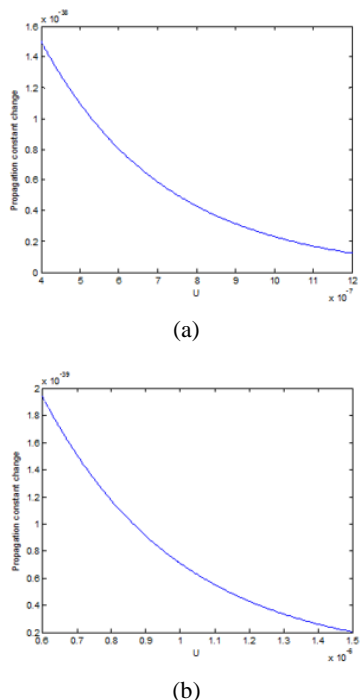 x 10⁻³⁸
1.6
1.4
1.2
1
0.8
0.6
0.4
0.2
0
Propagation constant change
4 5 6 7 8 9 10 11 12
U
x 10⁻⁷
(a)
x 10⁻³⁹
2
1.8
1.6
1.4
1.2
1
0.8
0.6
0.4
0.2
Propagation constant change
0.6 0.7 0.8 0.9 1 1.1 1.2 1.3 1.4 1.5
U
x 10⁻⁶
(b)